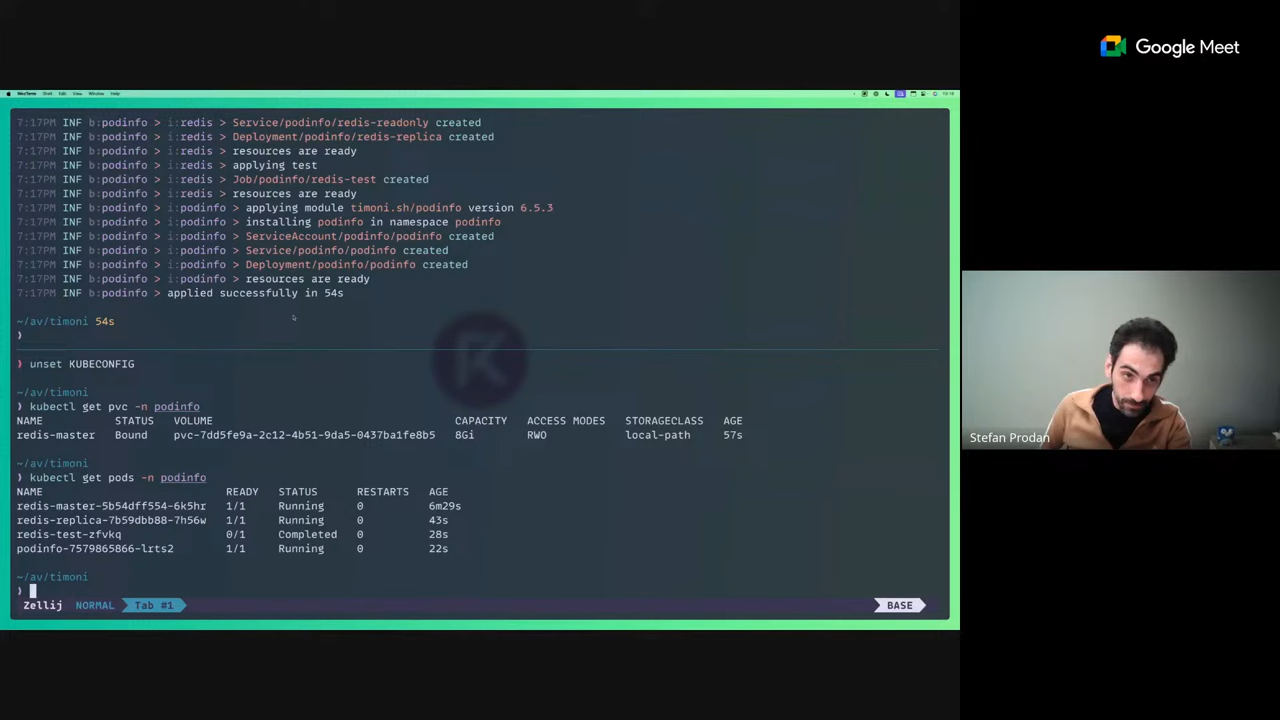 Google Meet
7:17PM INF b:podinfo > i:redis > Service/podinfo/redis-readonly created
7:17PM INF b:podinfo > i:redis > Deployment/podinfo/redis-replica created
7:17PM INF b:podinfo > i:redis > resources are ready
7:17PM INF b:podinfo > i:redis > applying test
7:17PM INF b:podinfo > i:redis > Job/podinfo/redis-test created
7:17PM INF b:podinfo > i:redis > resources are ready
7:17PM INF b:podinfo > i:podinfo > applying module timoni.sh/podinfo version 6.5.3
7:17PM INF b:podinfo > i:podinfo > installing podinfo in namespace podinfo
7:17PM INF b:podinfo > i:podinfo > ServiceAccount/podinfo/podinfo created
7:17PM INF b:podinfo > i:podinfo > Service/podinfo/podinfo created
7:17PM INF b:podinfo > i:podinfo > Deployment/podinfo/podinfo created
7:17PM INF b:podinfo > i:podinfo > resources are ready
7:17PM INF b:podinfo > applied successfully in 54s
~/av/timoni 54s
⟩
⟩ unset KUBECONFIG
~/av/timoni
⟩ kubectl get pvc -n podinfo
NAME STATUS VOLUME CAPACITY ACCESS MODES STORAGECLASS AGE
redis-master Bound pvc-7dd5fe9a-2c12-4b51-9da5-0437ba1fe8b5 8Gi RWO local-path 57s
~/av/timoni
⟩ kubectl get pods -n podinfo
NAME READY STATUS RESTARTS AGE
redis-master-5b54dff554-6k5hr 1/1 Running 0 6m29s
redis-replica-7b59dbb88-7h56w 1/1 Running 0 43s
redis-test-zfvkq 0/1 Completed 0 28s
podinfo-7579865866-lrts2 1/1 Running 0 22s
~/av/timoni
⟩
Zellij NORMAL Tab #1 BASE
Stefan Prodan